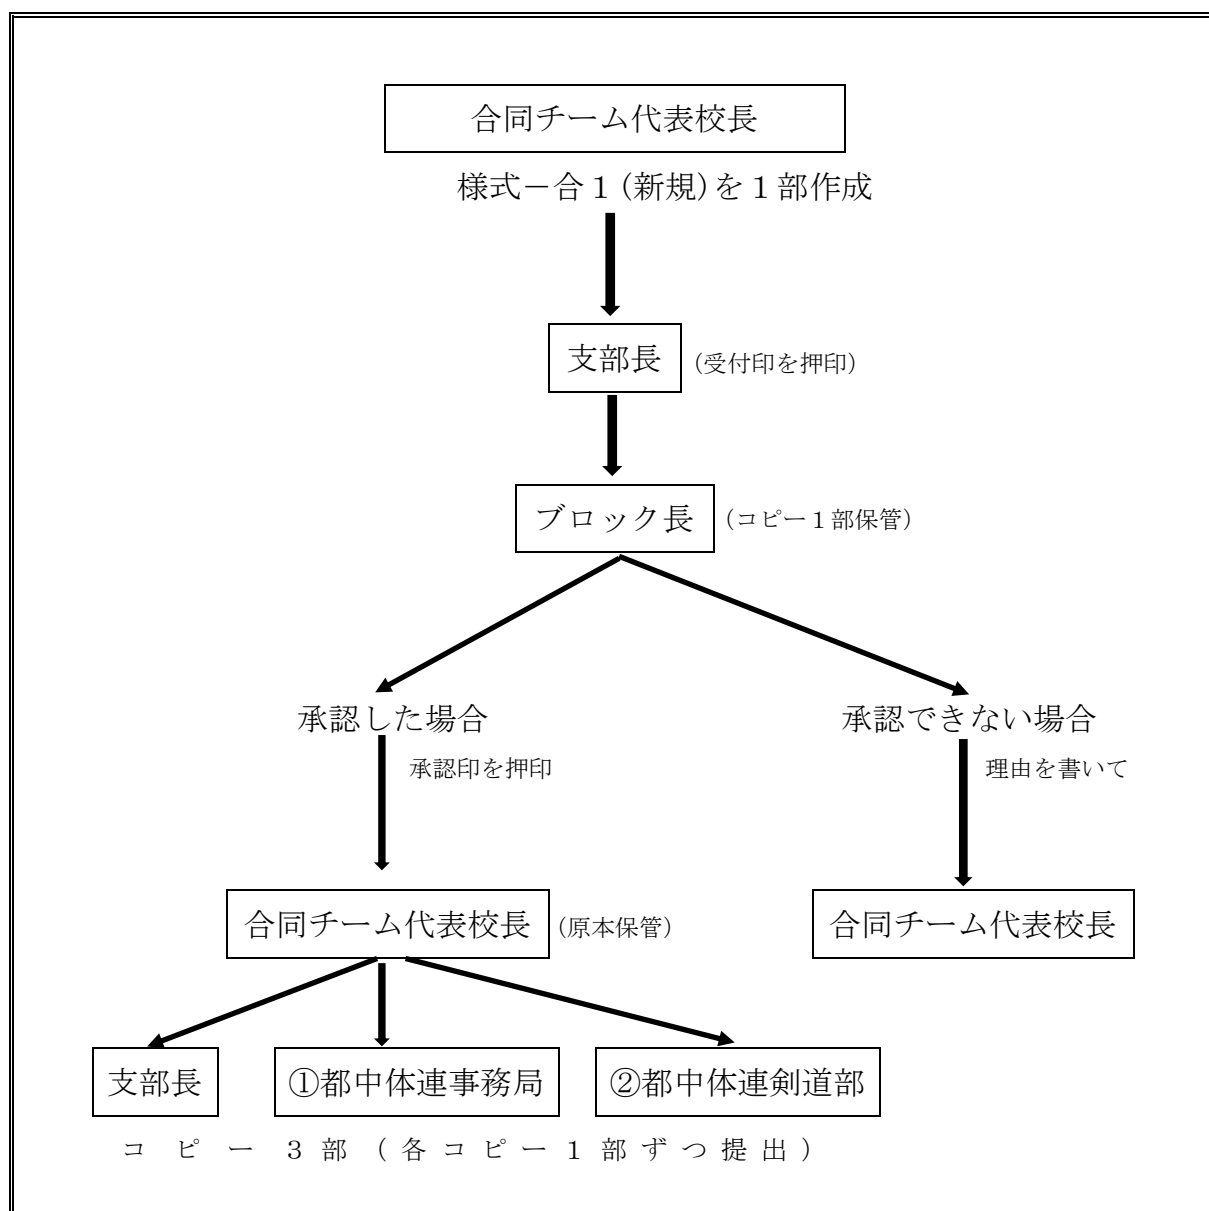 合同チーム代表校長
様式－合１(新規)を１部作成
支部長 (受付印を押印)
ブロック長 (コピー１部保管)
承認した場合 承認できない場合
承認印を押印 理由を書いて
合同チーム代表校長 (原本保管) 合同チーム代表校長
支部長 ①都中体連事務局 ②都中体連剣道部
コピー３部（各コピー１部ずつ提出）